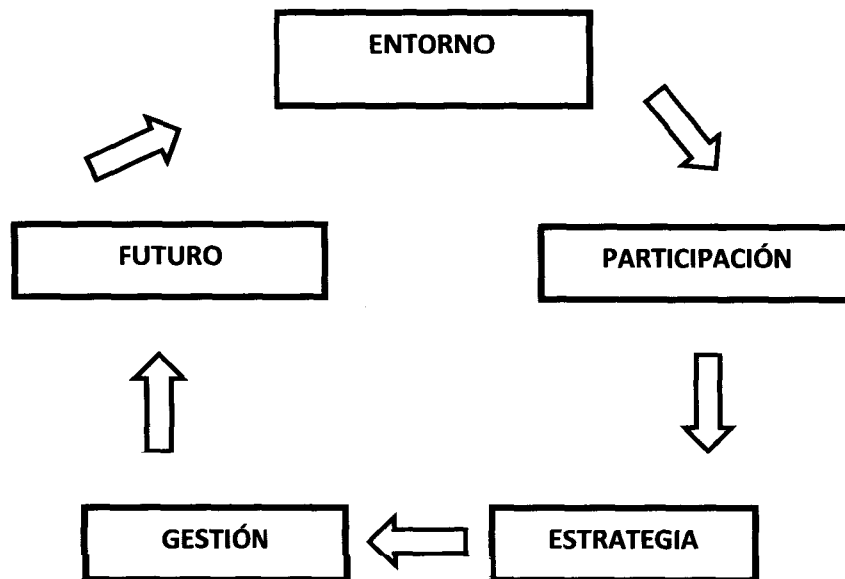 ENTORNO
PARTICIPACIÓN
ESTRATEGIA
GESTIÓN
FUTURO